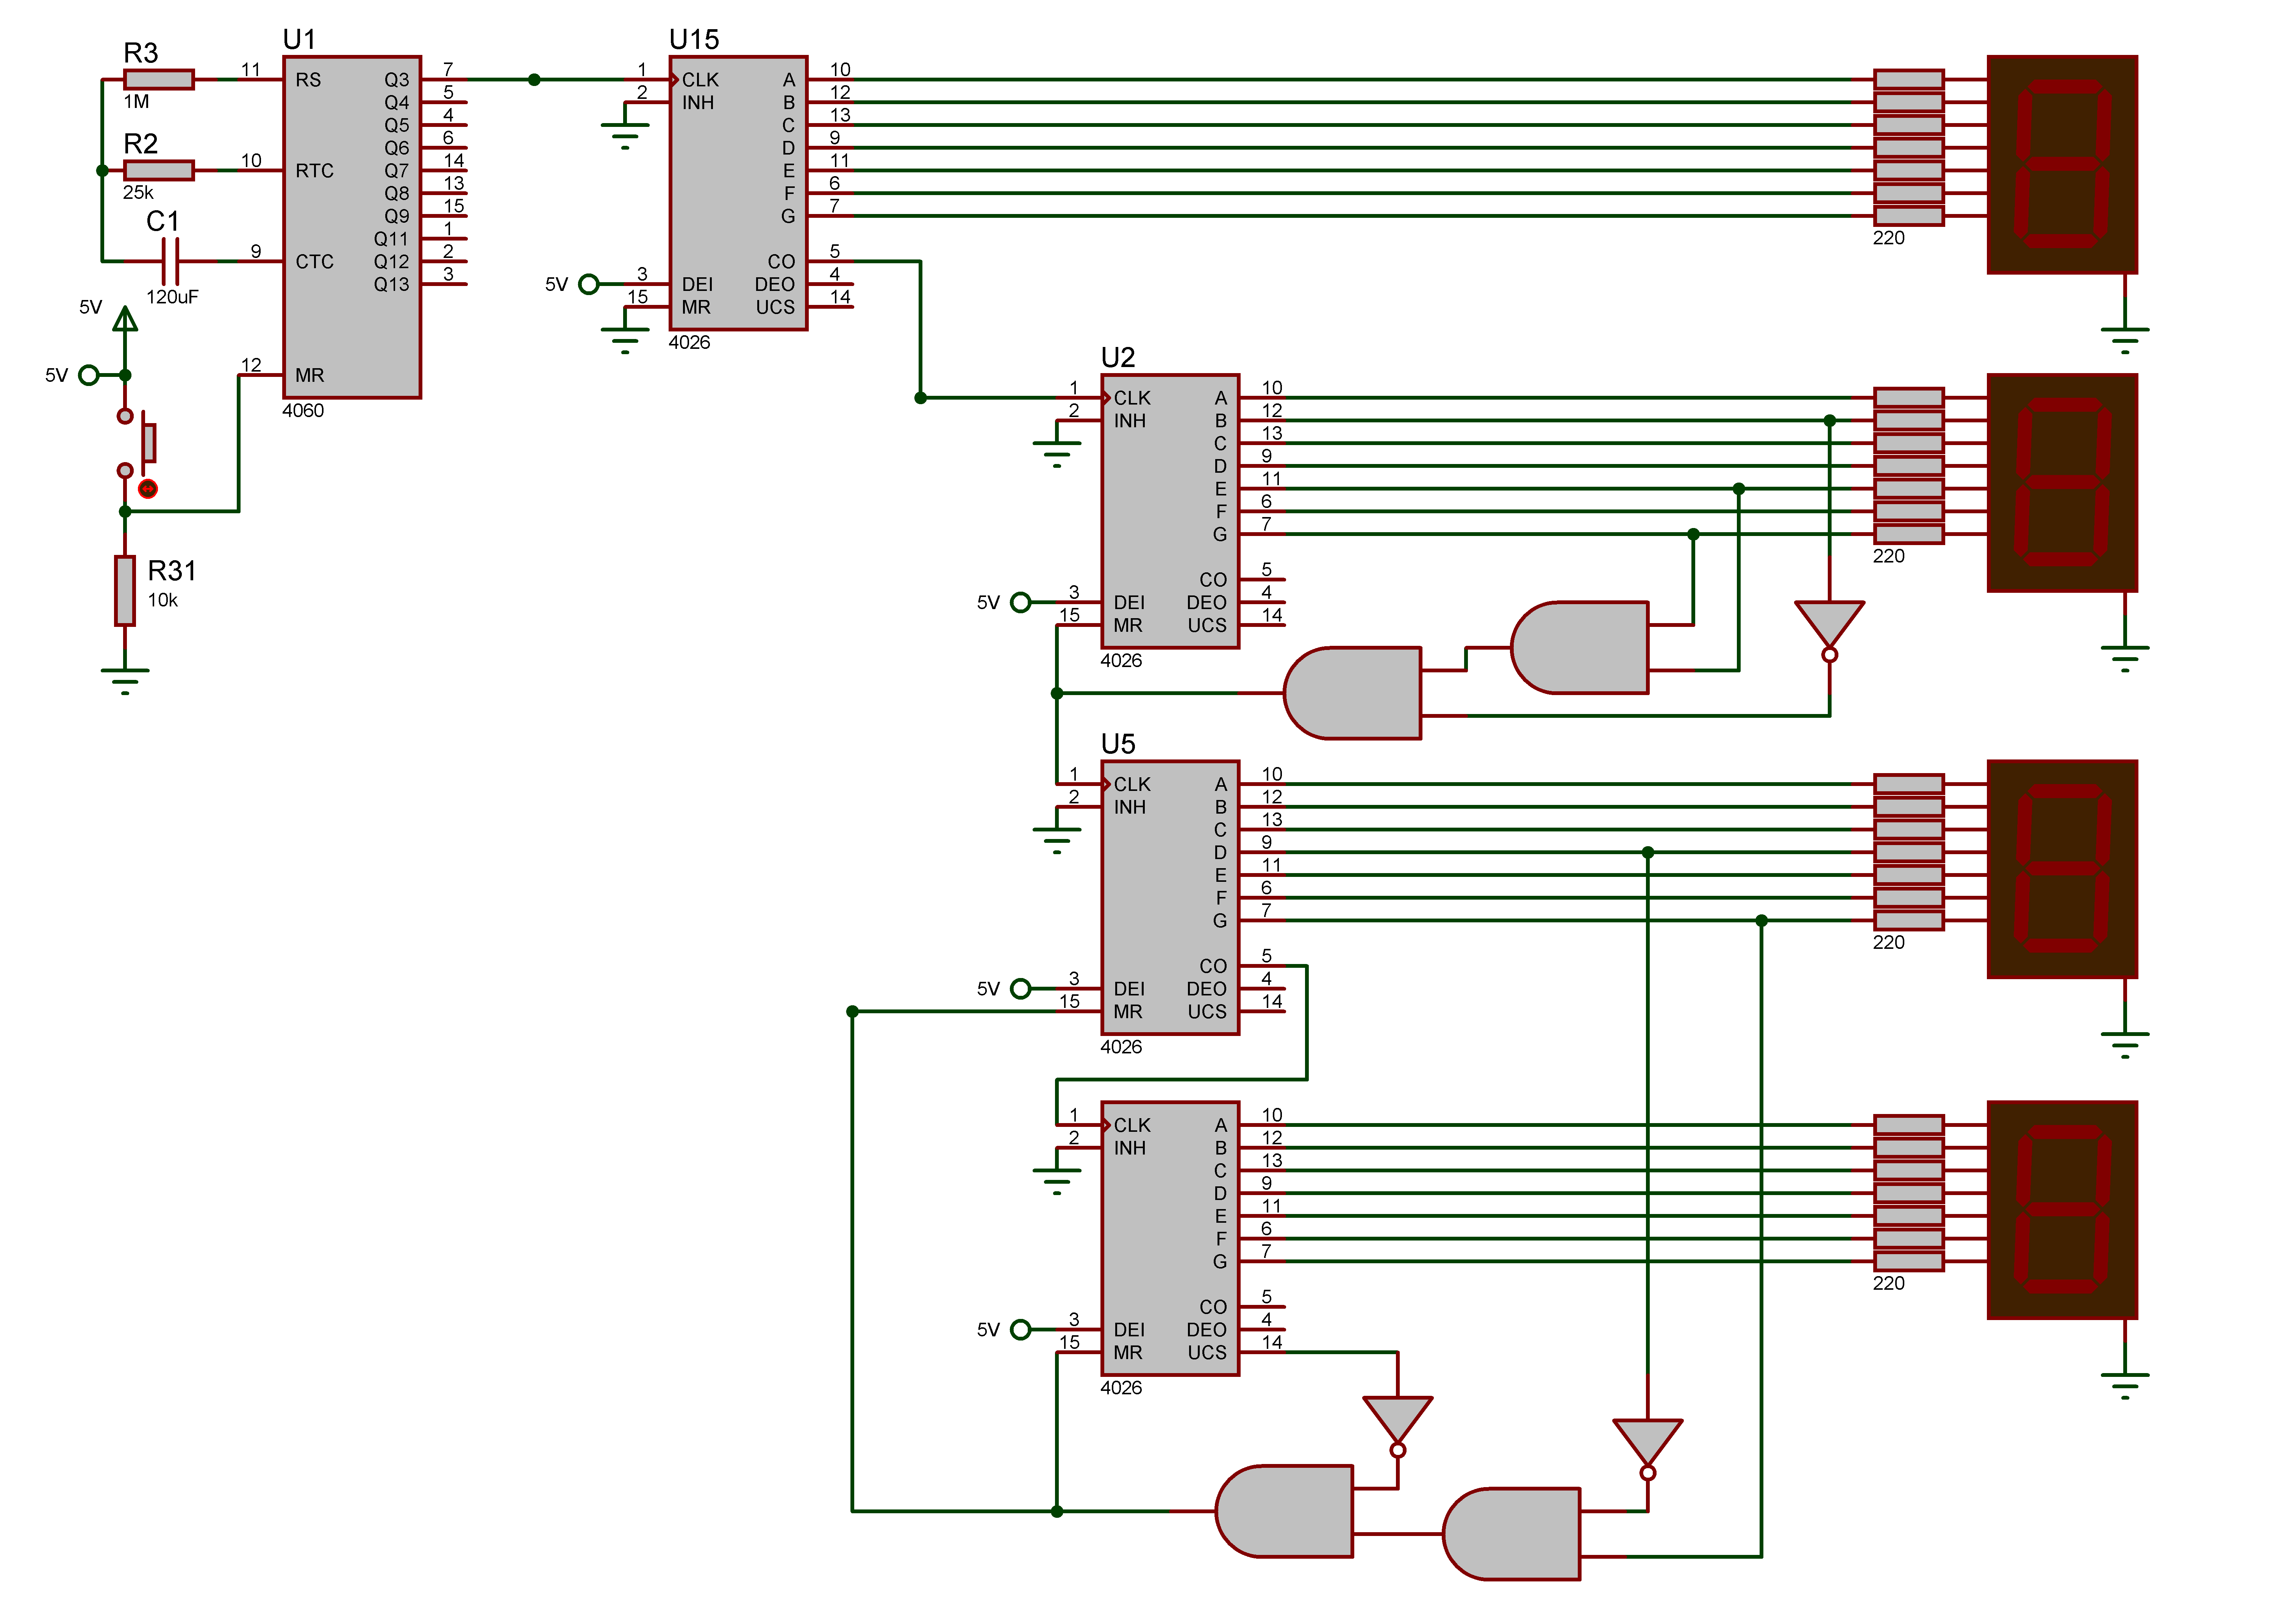 R3
1M
R2
25k
C1
120uF
5V
5V
R31
10k
U1
11 RS Q3 7
Q4 5
Q5 4
Q6 6
10 RTC Q7 14
Q8 13
Q9 15
Q11 1
9 CTC Q12 2
Q13 3
12 MR
4060
U15
1 CLK A 10
2 INH B 12
C 13
D 9
E 11
F 6
G 7
CO 5
5V 3 DEI DEO 4
15 MR UCS 14
4026
220
U2
1 CLK A 10
2 INH B 12
C 13
D 9
E 11
F 6
G 7
CO 5
5V 3 DEI DEO 4
15 MR UCS 14
4026
220
U5
1 CLK A 10
2 INH B 12
C 13
D 9
E 11
F 6
G 7
CO 5
5V 3 DEI DEO 4
15 MR UCS 14
4026
220
1 CLK A 10
2 INH B 12
C 13
D 9
E 11
F 6
G 7
CO 5
5V 3 DEI DEO 4
15 MR UCS 14
4026
220